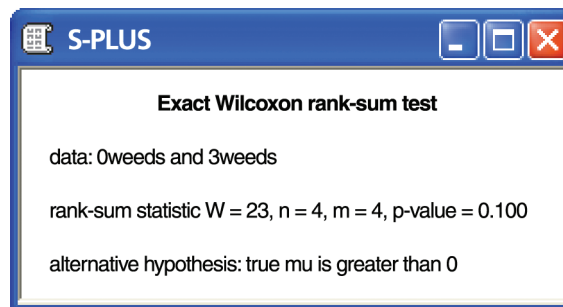 S-PLUS
Exact Wilcoxon rank-sum test
data: 0weeds and 3weeds
rank-sum statistic W = 23, n = 4, m = 4, p-value = 0.100
alternative hypothesis: true mu is greater than 0